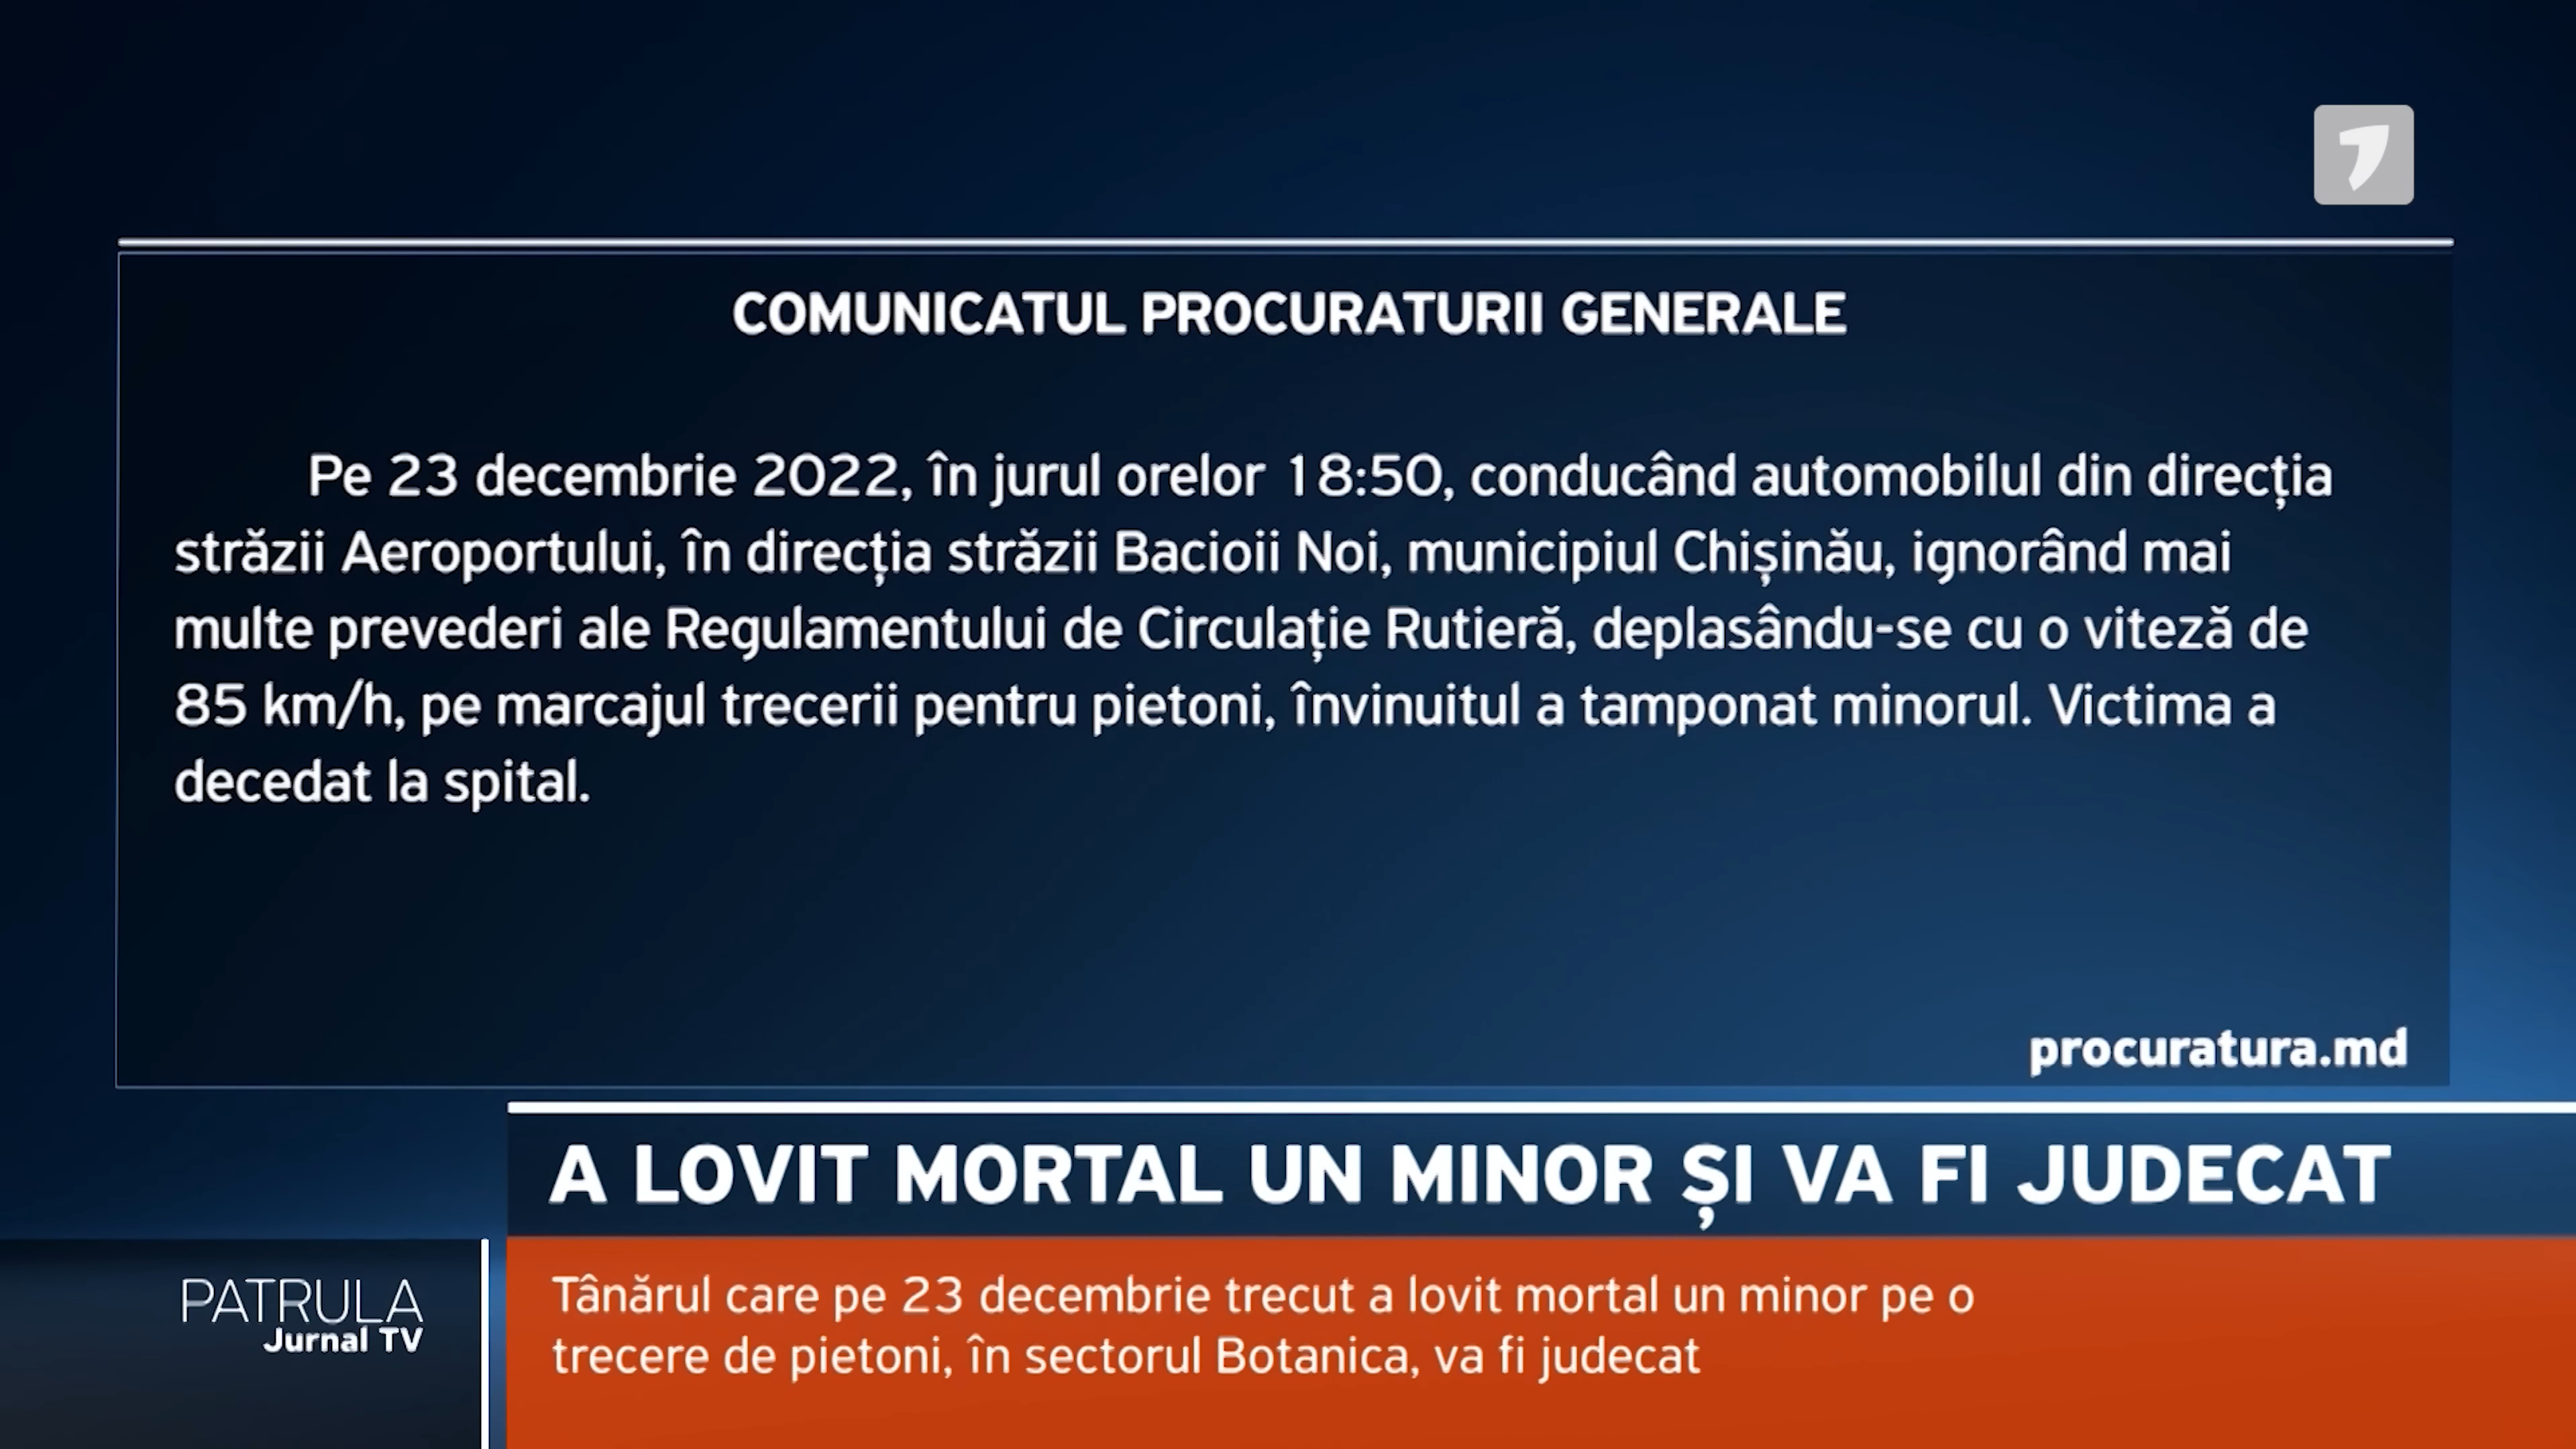 COMUNICATUL PROCURATURII GENERALE
Pe 23 decembrie 2022, în jurul orelor 18:50, conducând automobilul din direcția
străzii Aeroportului, în direcția străzii Bacioii Noi, municipiul Chișinău, ignorând mai
multe prevederi ale Regulamentului de Circulație Rutieră, deplasându-se cu o viteză de
85 km/h, pe marcajul trecerii pentru pietoni, învinuitul a tamponat minorul. Victima a
decedat la spital.
procuratura.md
A LOVIT MORTAL UN MINOR ȘI VA FI JUDECAT
PATRULA
Jurnal TV
Tânărul care pe 23 decembrie trecut a lovit mortal un minor pe o
trecere de pietoni, în sectorul Botanica, va fi judecat